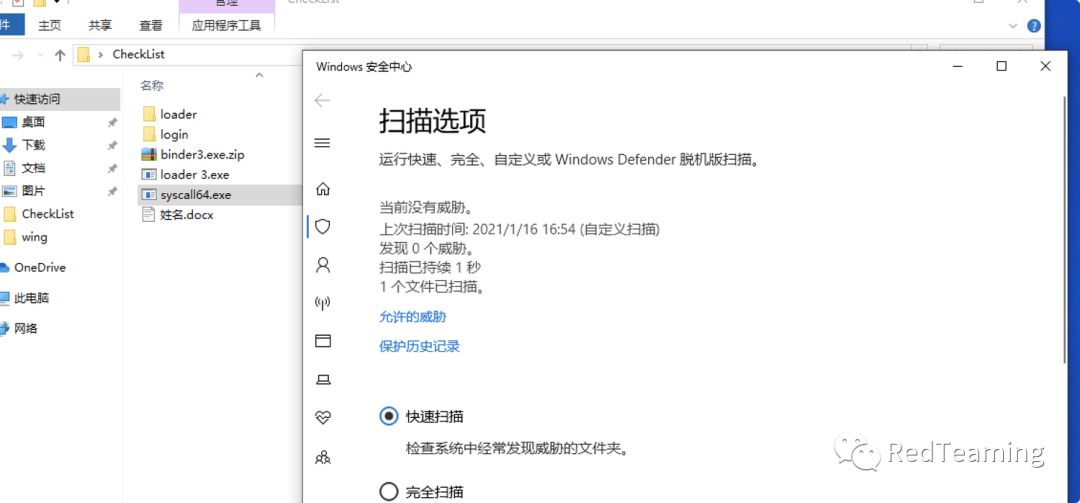 管理
CheckList
件
主页
共享
查看
应用程序工具
CheckList
快速访问
桌面
下载
文档
图片
CheckList
wing
OneDrive
此电脑
网络
名称
loader
login
binder3.exe.zip
loader 3.exe
syscall64.exe
姓名.docx
Windows 安全中心
扫描选项
运行快速、完全、自定义或 Windows Defender 脱机版扫描。
当前没有威胁。
上次扫描时间: 2021/1/16 16:54 (自定义扫描)
发现 0 个威胁。
扫描已持续 1 秒
1 个文件已扫描。
允许的威胁
保护历史记录
快速扫描
检查系统中经常发现威胁的文件夹。
完全扫描
RedTeaming